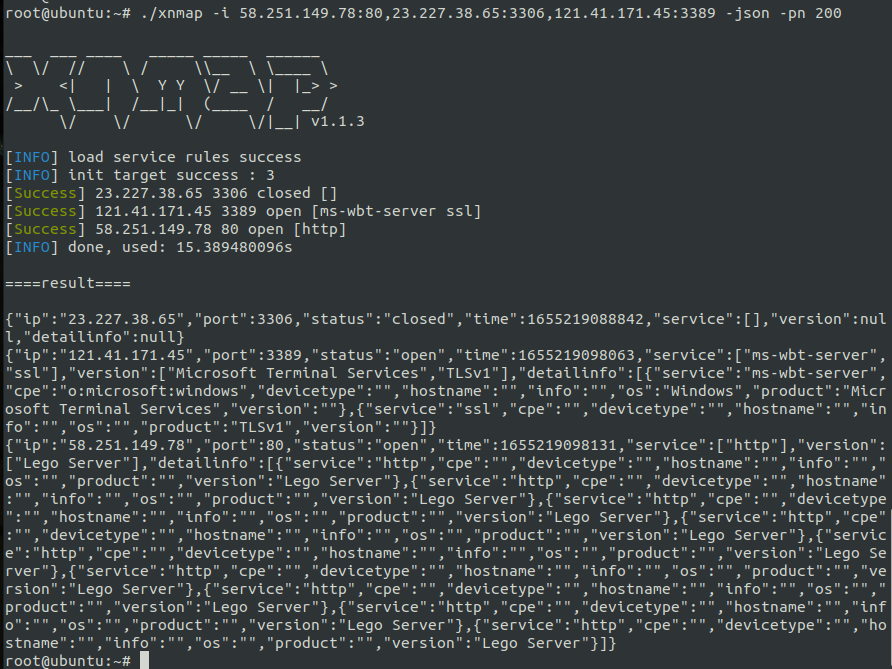 root@ubuntu:~# ./xnmap -i 58.251.149.78:80,23.227.38.65:3306,121.41.171.45:3389 -json -pn 200
___  ___ ____   _____ _____  ______
\  \/  //    \ /     \\__  \ \____ \
 >    <|   |  \  Y Y  \/ __ \|  |_> >
/__/\_ \___|  /__|_|  (____  /   __/
      \/    \/      \/     \/|__| v1.1.3
[INFO] load service rules success
[INFO] init target success : 3
[Success] 23.227.38.65 3306 closed []
[Success] 121.41.171.45 3389 open [ms-wbt-server ssl]
[Success] 58.251.149.78 80 open [http]
[INFO] done, used: 15.389480096s
====result====
{"ip":"23.227.38.65","port":3306,"status":"closed","time":1655219088842,"service":[],"version":nul
l,"detailinfo":null}
{"ip":"121.41.171.45","port":3389,"status":"open","time":1655219098063,"service":["ms-wbt-server",
"ssl"],"version":["Microsoft Terminal Services","TLSv1"],"detailinfo":[{"service":"ms-wbt-server",
"cpe":"o:microsoft:windows","devicetype":"","hostname":"","info":"","os":"Windows","product":"Micr
osoft Terminal Services","version":""},{"service":"ssl","cpe":"","devicetype":"","hostname":"","in
fo":"","os":"","product":"TLSv1","version":""}]}
{"ip":"58.251.149.78","port":80,"status":"open","time":1655219098131,"service":["http"],"version":
["Lego Server"],"detailinfo":[{"service":"http","cpe":"","devicetype":"","hostname":"","info":"","
os":"","product":"","version":"Lego Server"},{"service":"http","cpe":"","devicetype":"","hostname"
:"","info":"","os":"","product":"","version":"Lego Server"},{"service":"http","cpe":"","devicetype
":"","hostname":"","info":"","os":"","product":"","version":"Lego Server"},{"service":"http","cpe"
:"","devicetype":"","hostname":"","info":"","os":"","product":"","version":"Lego Server"},{"servic
e":"http","cpe":"","devicetype":"","hostname":"","info":"","os":"","product":"","version":"Lego Se
rver"},{"service":"http","cpe":"","devicetype":"","hostname":"","info":"","os":"","product":"","ve
rsion":"Lego Server"},{"service":"http","cpe":"","devicetype":"","hostname":"","info":"","os":"","
product":"","version":"Lego Server"},{"service":"http","cpe":"","devicetype":"","hostname":"","inf
o":"","os":"","product":"","version":"Lego Server"},{"service":"http","cpe":"","devicetype":"","ho
stname":"","info":"","os":"","product":"","version":"Lego Server"}]}
root@ubuntu:~#